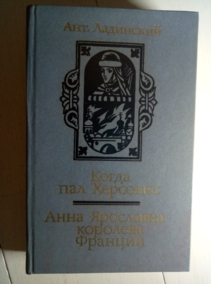 Ант. Ладинский
Когда
пал Херсонес
Анна Ярославна
королева
Франции